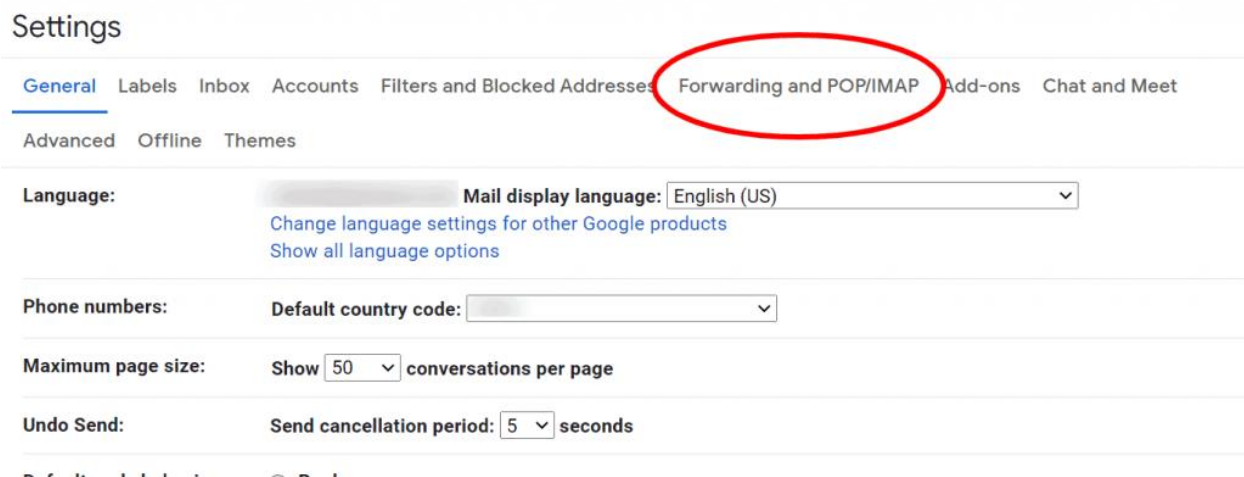 Settings
General Labels Inbox Accounts Filters and Blocked Addresses Forwarding and POP/IMAP Add-ons Chat and Meet
Advanced Offline Themes
Language: Mail display language: English (US)
Change language settings for other Google products
Show all language options
Phone numbers: Default country code:
Maximum page size: Show 50 conversations per page
Undo Send: Send cancellation period: 5 seconds